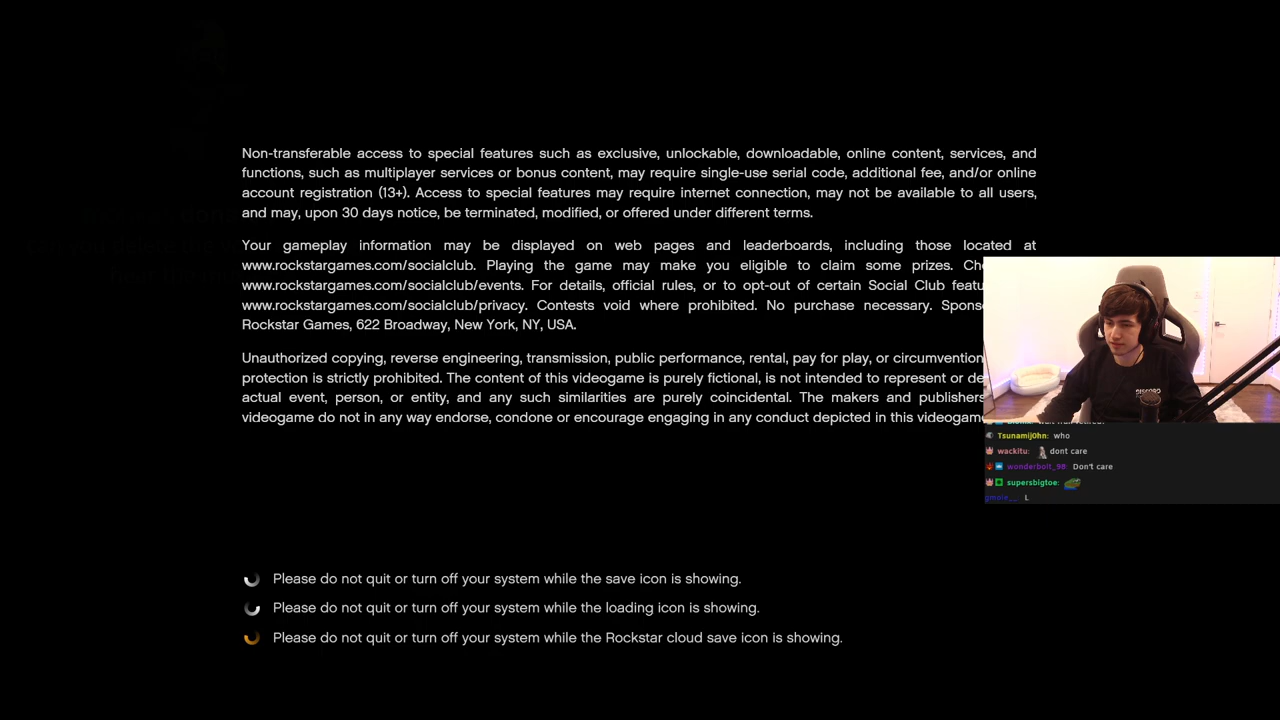 Non-transferable access to special features such as exclusive, unlockable, downloadable, online content, services, and
functions, such as multiplayer services or bonus content, may require single-use serial code, additional fee, and/or online
account registration (13+). Access to special features may require internet connection, may not be available to all users,
and may, upon 30 days notice, be terminated, modified, or offered under different terms.
Your gameplay information may be displayed on web pages and leaderboards, including those located at
www.rockstargames.com/socialclub. Playing the game may make you eligible to claim some prizes.
www.rockstargames.com/socialclub/events. For details, official rules, or to opt-out of certain Social Club
www.rockstargames.com/socialclub/privacy. Contests void where prohibited. No purchase necessary.
Rockstar Games, 622 Broadway, New York, NY, USA.
Unauthorized copying, reverse engineering, transmission, public performance, rental, pay for play, or circumvention
protection is strictly prohibited. The content of this videogame is purely fictional, is not intended to represent or
actual event, person, or entity, and any such similarities are purely coincidental. The makers and publishers
videogame do not in any way endorse, condone or encourage engaging in any conduct depicted in this
Tsunamij0hn: who
wackitu: dont care
wonderbolt_98: Don't care
supersbigtoe:
gmoie__: L
Please do not quit or turn off your system while the save icon is showing.
Please do not quit or turn off your system while the loading icon is showing.
Please do not quit or turn off your system while the Rockstar cloud save icon is showing.